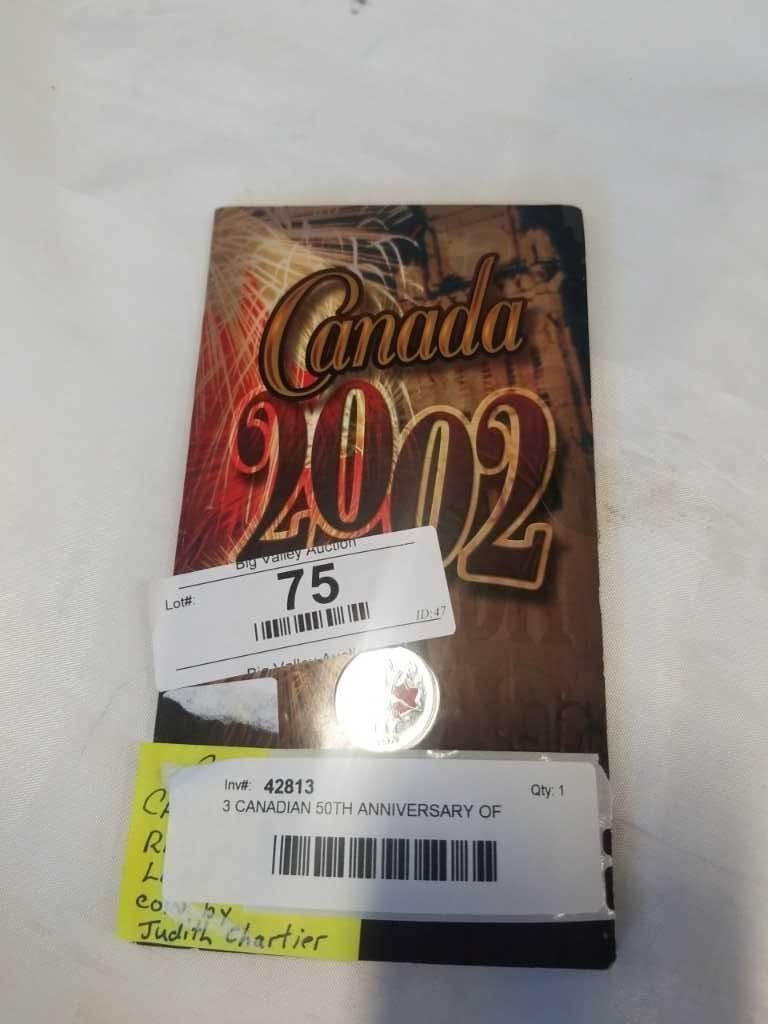 Canada
2002
Big Valley Auction
Lot#: 75
ID:47
Inv#: 42813
Qty: 1
3 CANADIAN 50TH ANNIVERSARY OF
by
Judith Chartier